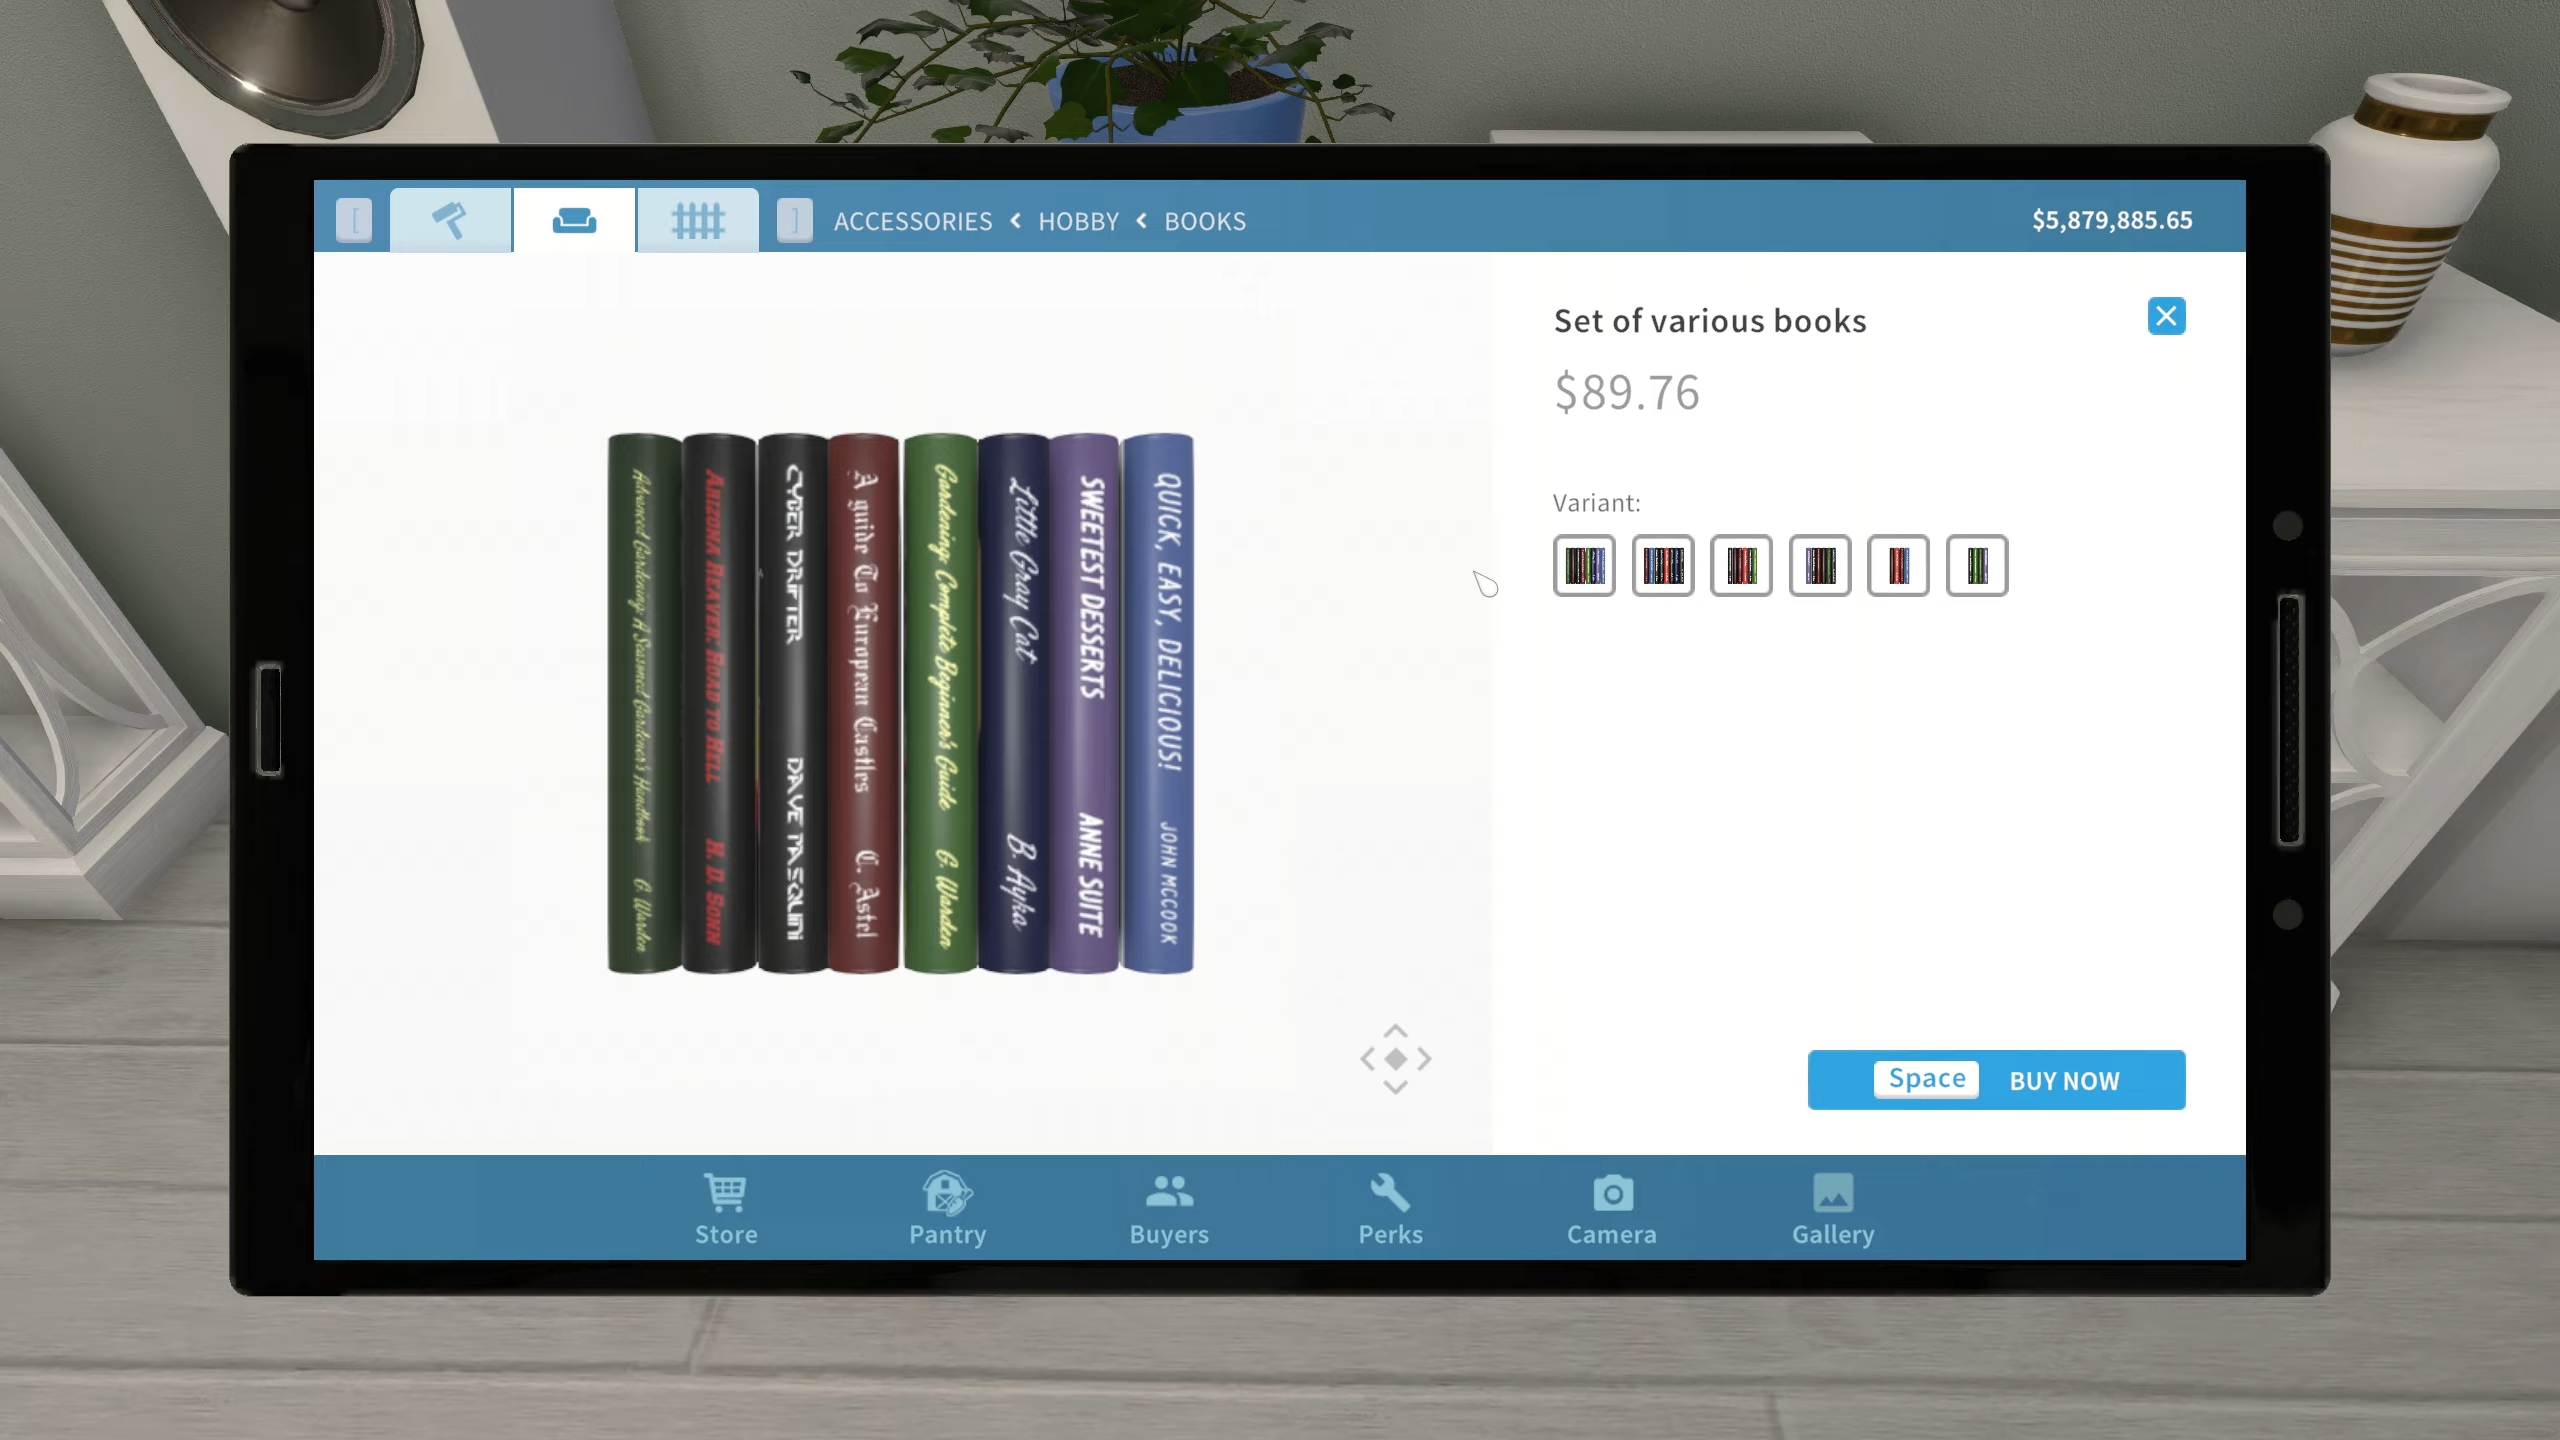 [
]
ACCESSORIES < HOBBY < BOOKS
$5,879,885.65
Advanced Gardening: A Seasoned Gardener's Handbook G. Warden
ARIZONA REAVER: ROAD TO HELL H. D. SONN
CYBER DRIFTER DAVE PASQUINI
A guide To European Castles C. Astel
Gardening: Complete Beginner's Guide G. Warden
Little Gray Cat B. Ayka
SWEETEST DESSERTS ANNE SUITE
QUICK, EASY, DELICIOUS! JOHN MCCOOK
Set of various books
$89.76
Variant:
Space BUY NOW
Store
Pantry
Buyers
Perks
Camera
Gallery